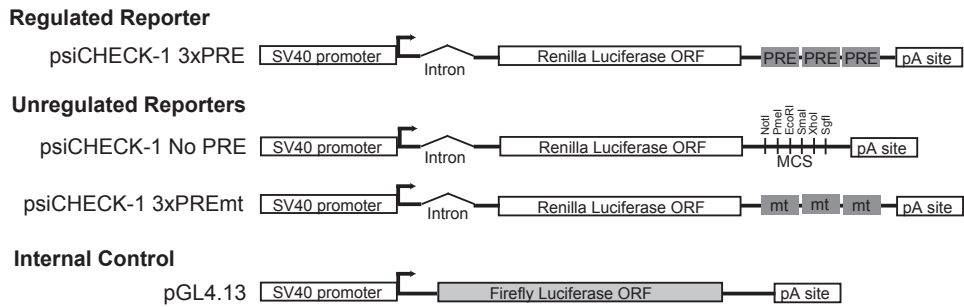 Regulated Reporter
psiCHECK-1 3xPRE SV40 promoter Intron Renilla Luciferase ORF PRE PRE PRE pA site
Unregulated Reporters
NotI PmeI EcoRI SmaI XhoI SgfI
psiCHECK-1 No PRE SV40 promoter Intron Renilla Luciferase ORF MCS pA site
psiCHECK-1 3xPREmt SV40 promoter Intron Renilla Luciferase ORF mt mt mt pA site
Internal Control
pGL4.13 SV40 promoter Firefly Luciferase ORF pA site